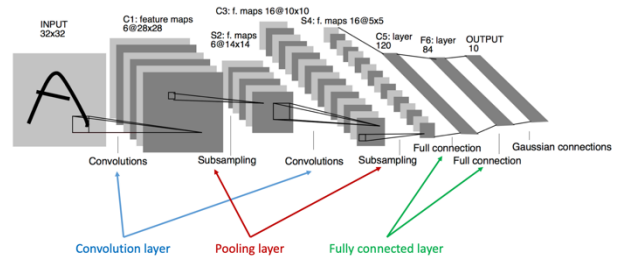 INPUT
32x32
C1: feature maps
6@28x28
S2: f. maps
6@14x14
C3: f. maps 16@10x10
S4: f. maps 16@5x5
C5: layer
120
F6: layer
84
OUTPUT
10
Convolutions
Subsampling
Convolutions
Subsampling
Full connection
Full connection
Gaussian connections
Convolution layer
Pooling layer
Fully connected layer
A